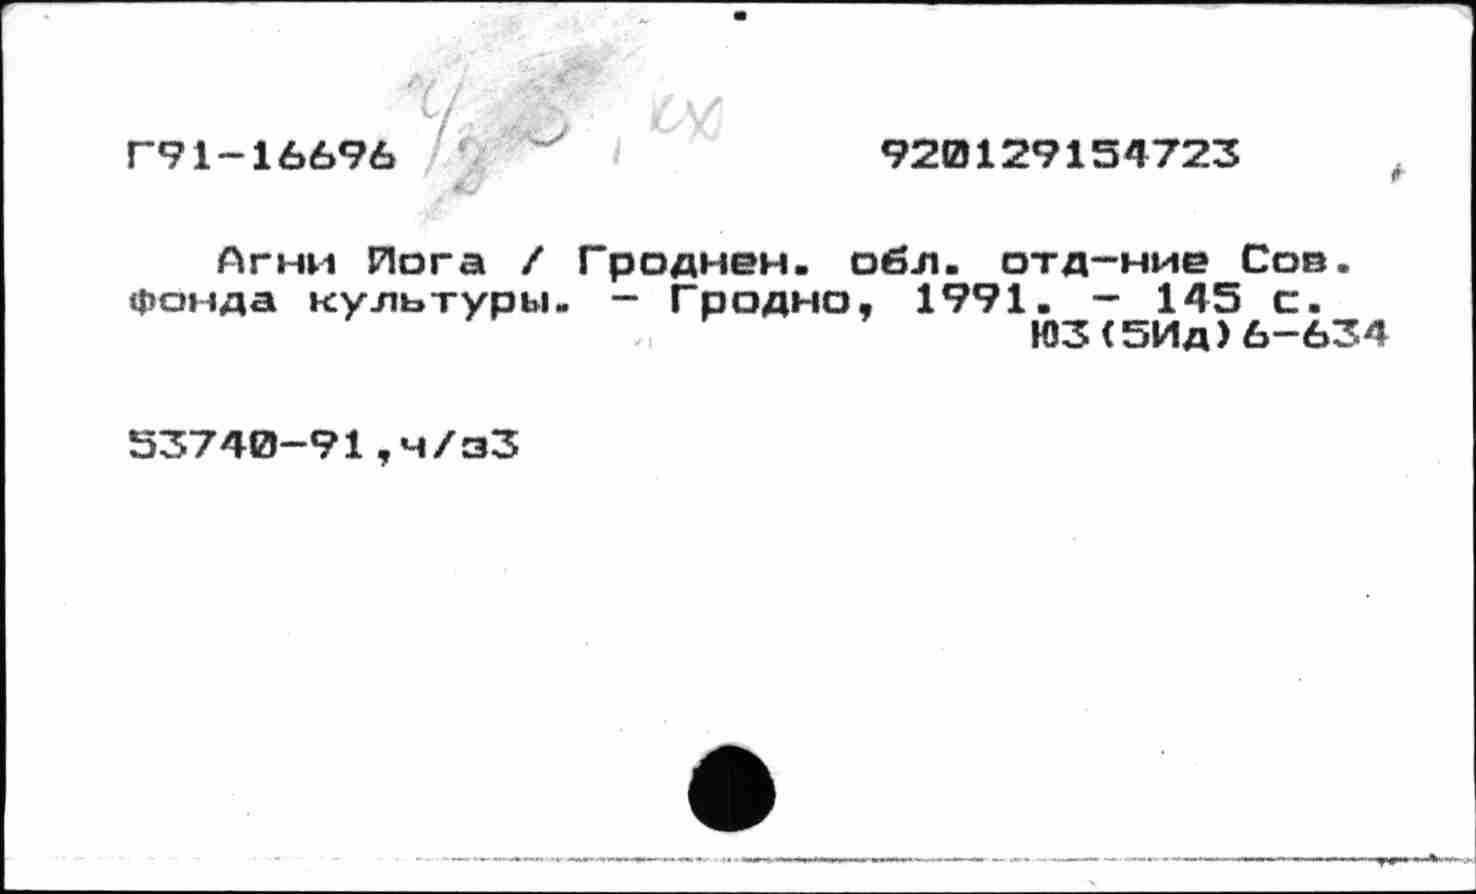 Г91-16696 920129154723
Агни Йога / Гроднен. обл. отд-ние Сов.
фонда культуры. - Гродно, 1991. - 145 с.
Ю3(5Ид)6-634
53740-91,ч/з3